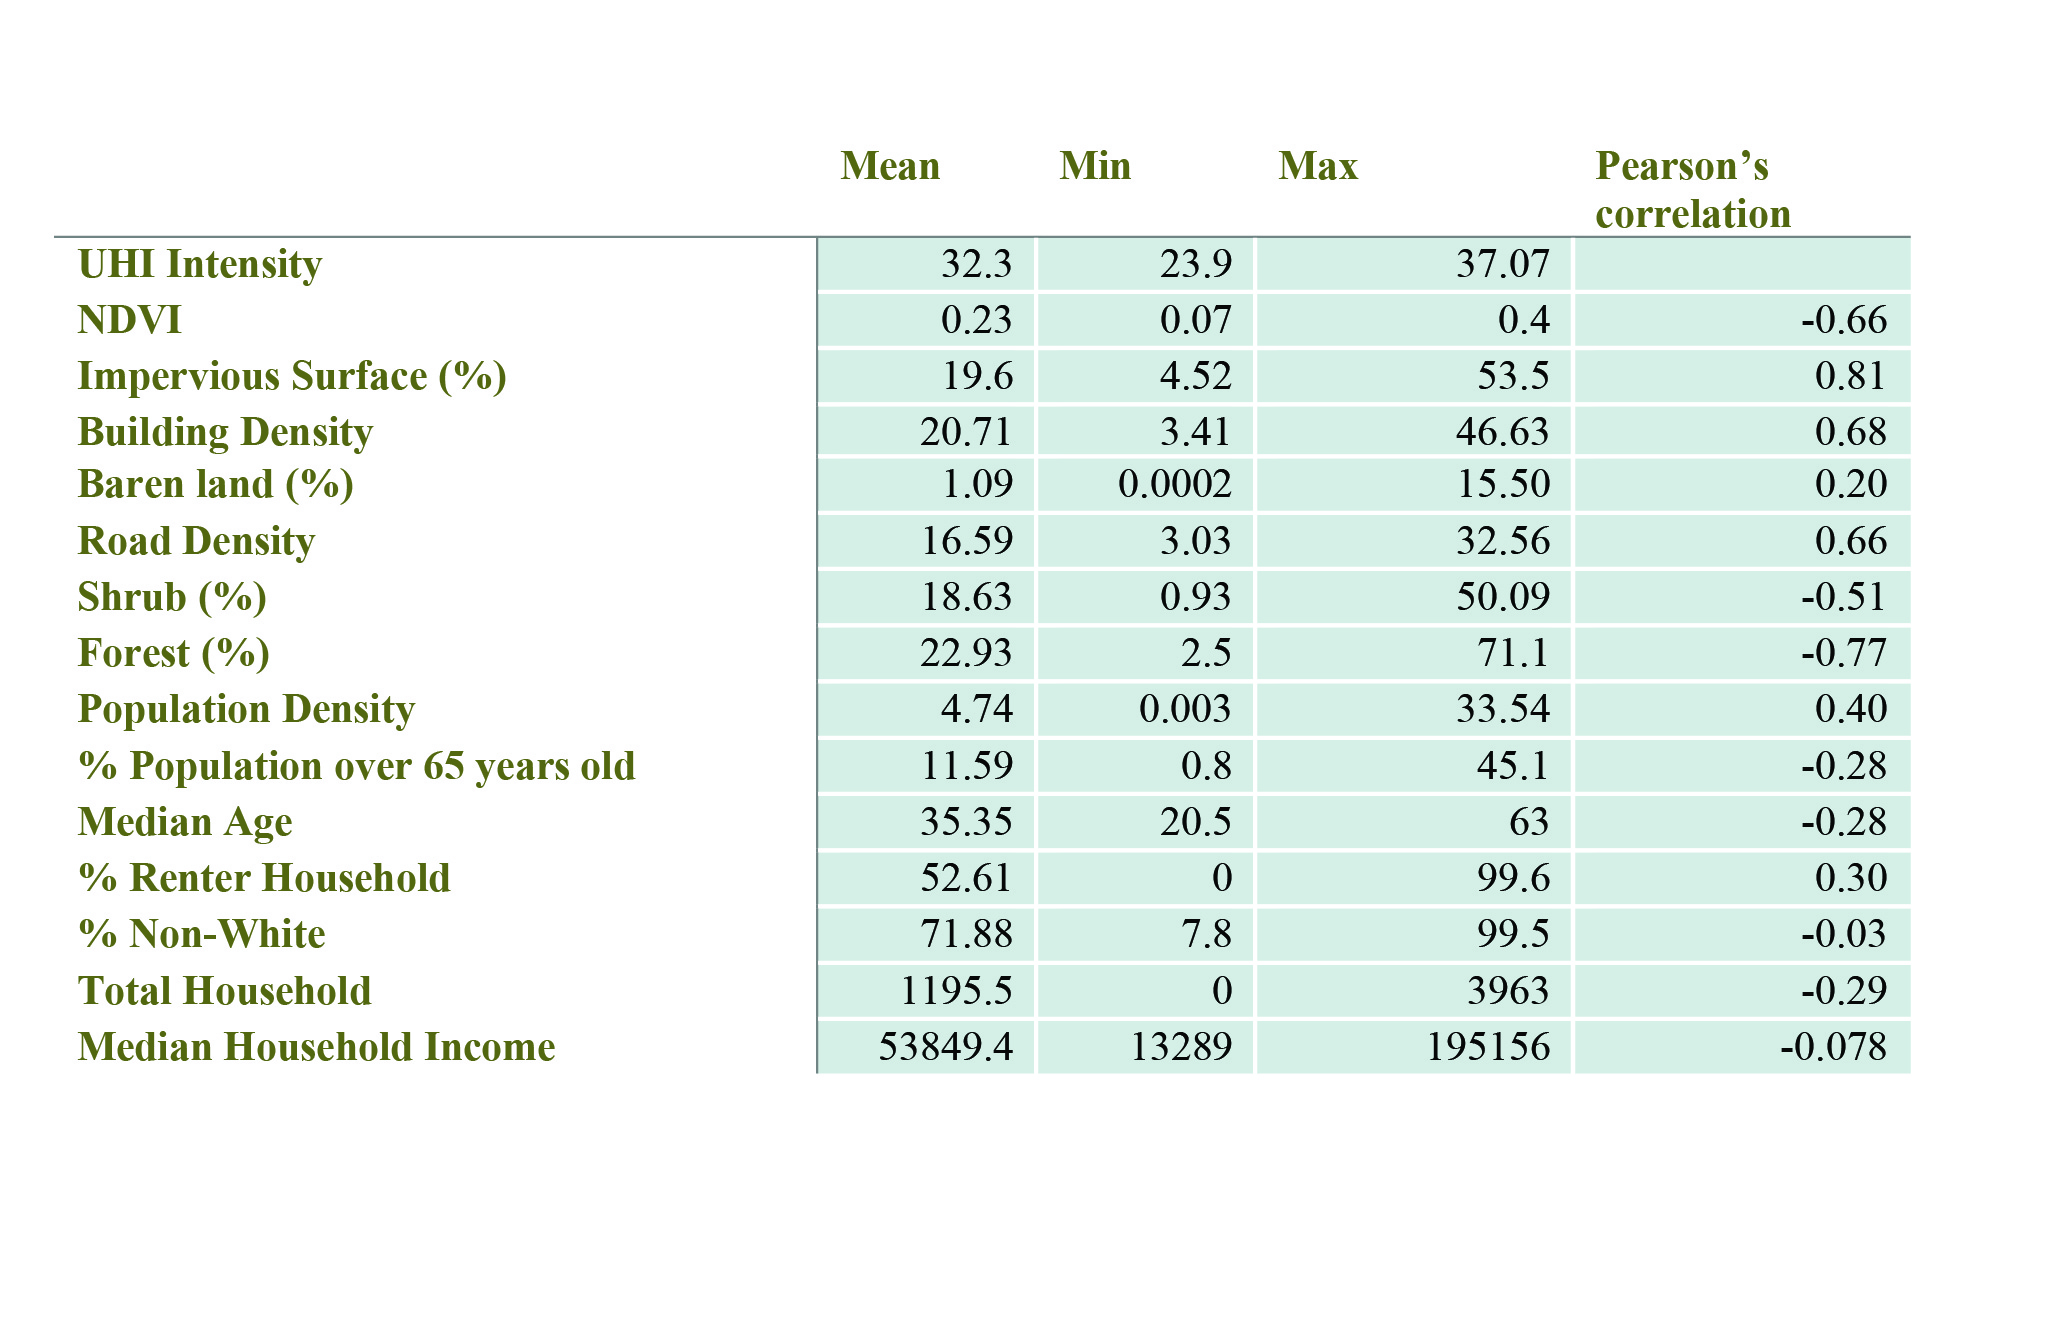 Mean Min Max Pearson’s
correlation
UHI Intensity 32.3 23.9 37.07
NDVI 0.23 0.07 0.4 -0.66
Impervious Surface (%) 19.6 4.52 53.5 0.81
Building Density 20.71 3.41 46.63 0.68
Baren land (%) 1.09 0.0002 15.50 0.20
Road Density 16.59 3.03 32.56 0.66
Shrub (%) 18.63 0.93 50.09 -0.51
Forest (%) 22.93 2.5 71.1 -0.77
Population Density 4.74 0.003 33.54 0.40
% Population over 65 years old 11.59 0.8 45.1 -0.28
Median Age 35.35 20.5 63 -0.28
% Renter Household 52.61 0 99.6 0.30
% Non-White 71.88 7.8 99.5 -0.03
Total Household 1195.5 0 3963 -0.29
Median Household Income 53849.4 13289 195156 -0.078